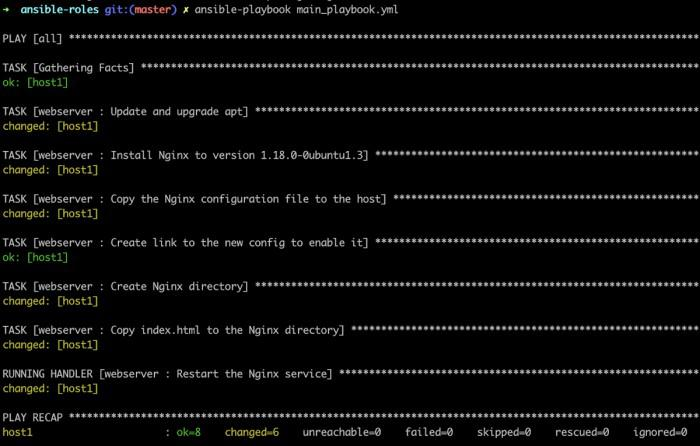 → ansible-roles git:(master) ✗ ansible-playbook main_playbook.yml
PLAY [all] *********************************************************************************************************
TASK [Gathering Facts] *********************************************************************************************
ok: [host1]
TASK [webserver : Update and upgrade apt] **************************************************************************
changed: [host1]
TASK [webserver : Install Nginx to version 1.18.0-0ubuntu1.3] ******************************************************
changed: [host1]
TASK [webserver : Copy the Nginx configuration file to the host] ***************************************************
changed: [host1]
TASK [webserver : Create link to the new config to enable it] ******************************************************
ok: [host1]
TASK [webserver : Create Nginx directory] **************************************************************************
changed: [host1]
TASK [webserver : Copy index.html to the Nginx directory] **********************************************************
changed: [host1]
RUNNING HANDLER [webserver : Restart the Nginx service] ************************************************************
changed: [host1]
PLAY RECAP *********************************************************************************************************
host1 : ok=8 changed=6 unreachable=0 failed=0 skipped=0 rescued=0 ignored=0